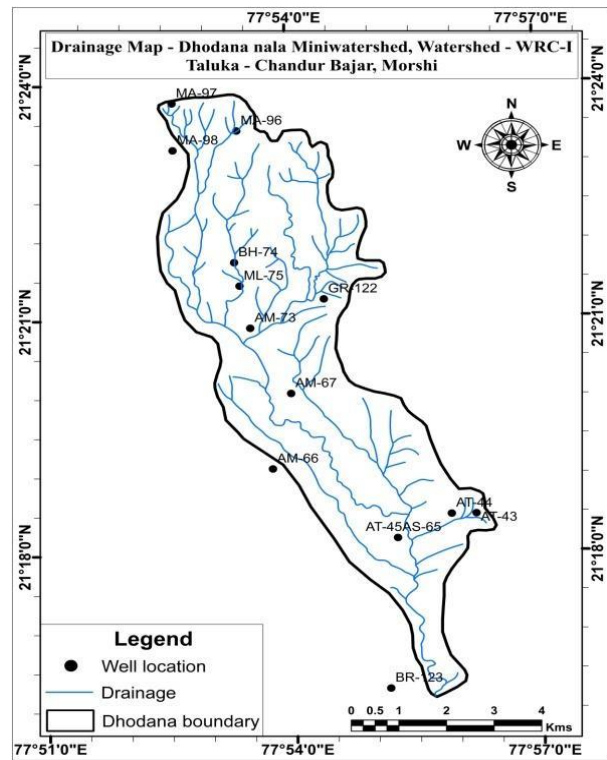 77°54'0"E 77°57'0"E
Drainage Map - Dhodana nala Miniwatershed, Watershed - WRC-I
Taluka - Chandur Bajar, Morshi
21°24'0"N 21°24'0"N
MA-97
MA-96
MA-98
N
W E
S
BH-74
ML-75
GR-122
21°21'0"N 21°21'0"N
AM-73
AM-67
AM-66
AT-44
AT-43
AT-45AS-65
21°18'0"N 21°18'0"N
Legend
Well location
Drainage
Dhodana boundary
BR-123
0 0.5 1 2 3 4
Kms
77°51'0"E 77°54'0"E 77°57'0"E